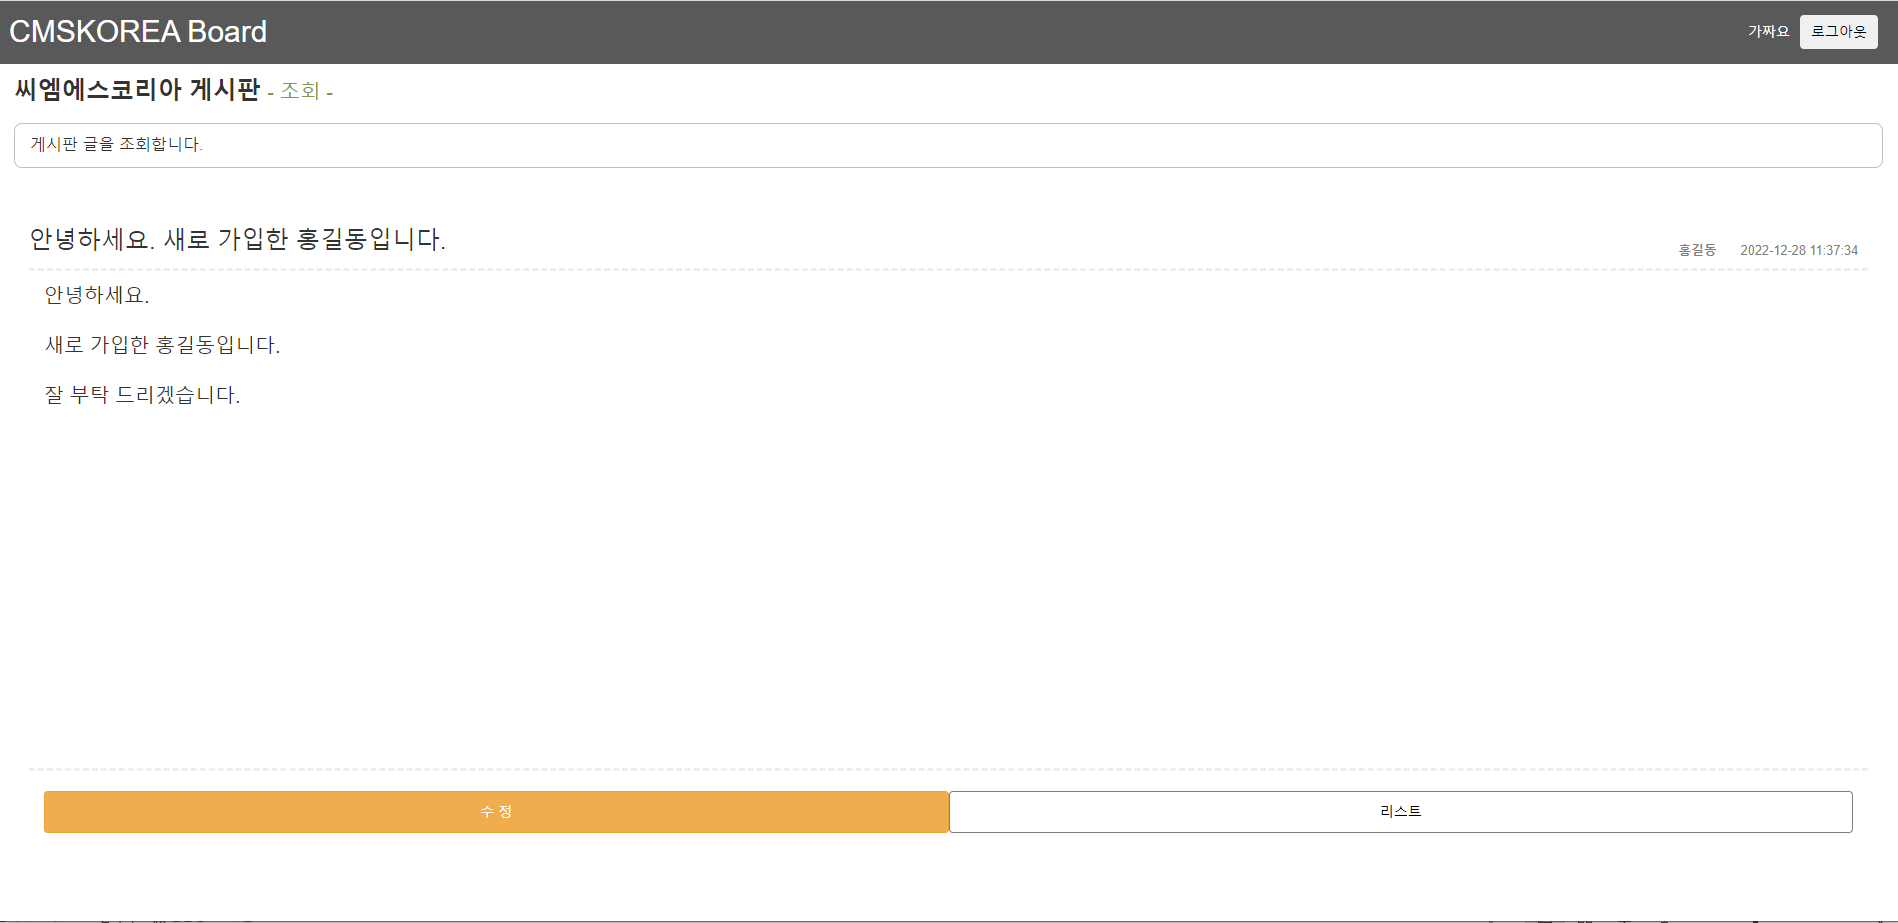 CMSKOREA Board
가짜요 로그아웃
씨엠에스코리아 게시판 - 조회 -
게시판 글을 조회합니다.
안녕하세요. 새로 가입한 홍길동입니다.
홍길동 2022-12-28 11:37:34
안녕하세요.
새로 가입한 홍길동입니다.
잘 부탁 드리겠습니다.
수 정 리스트